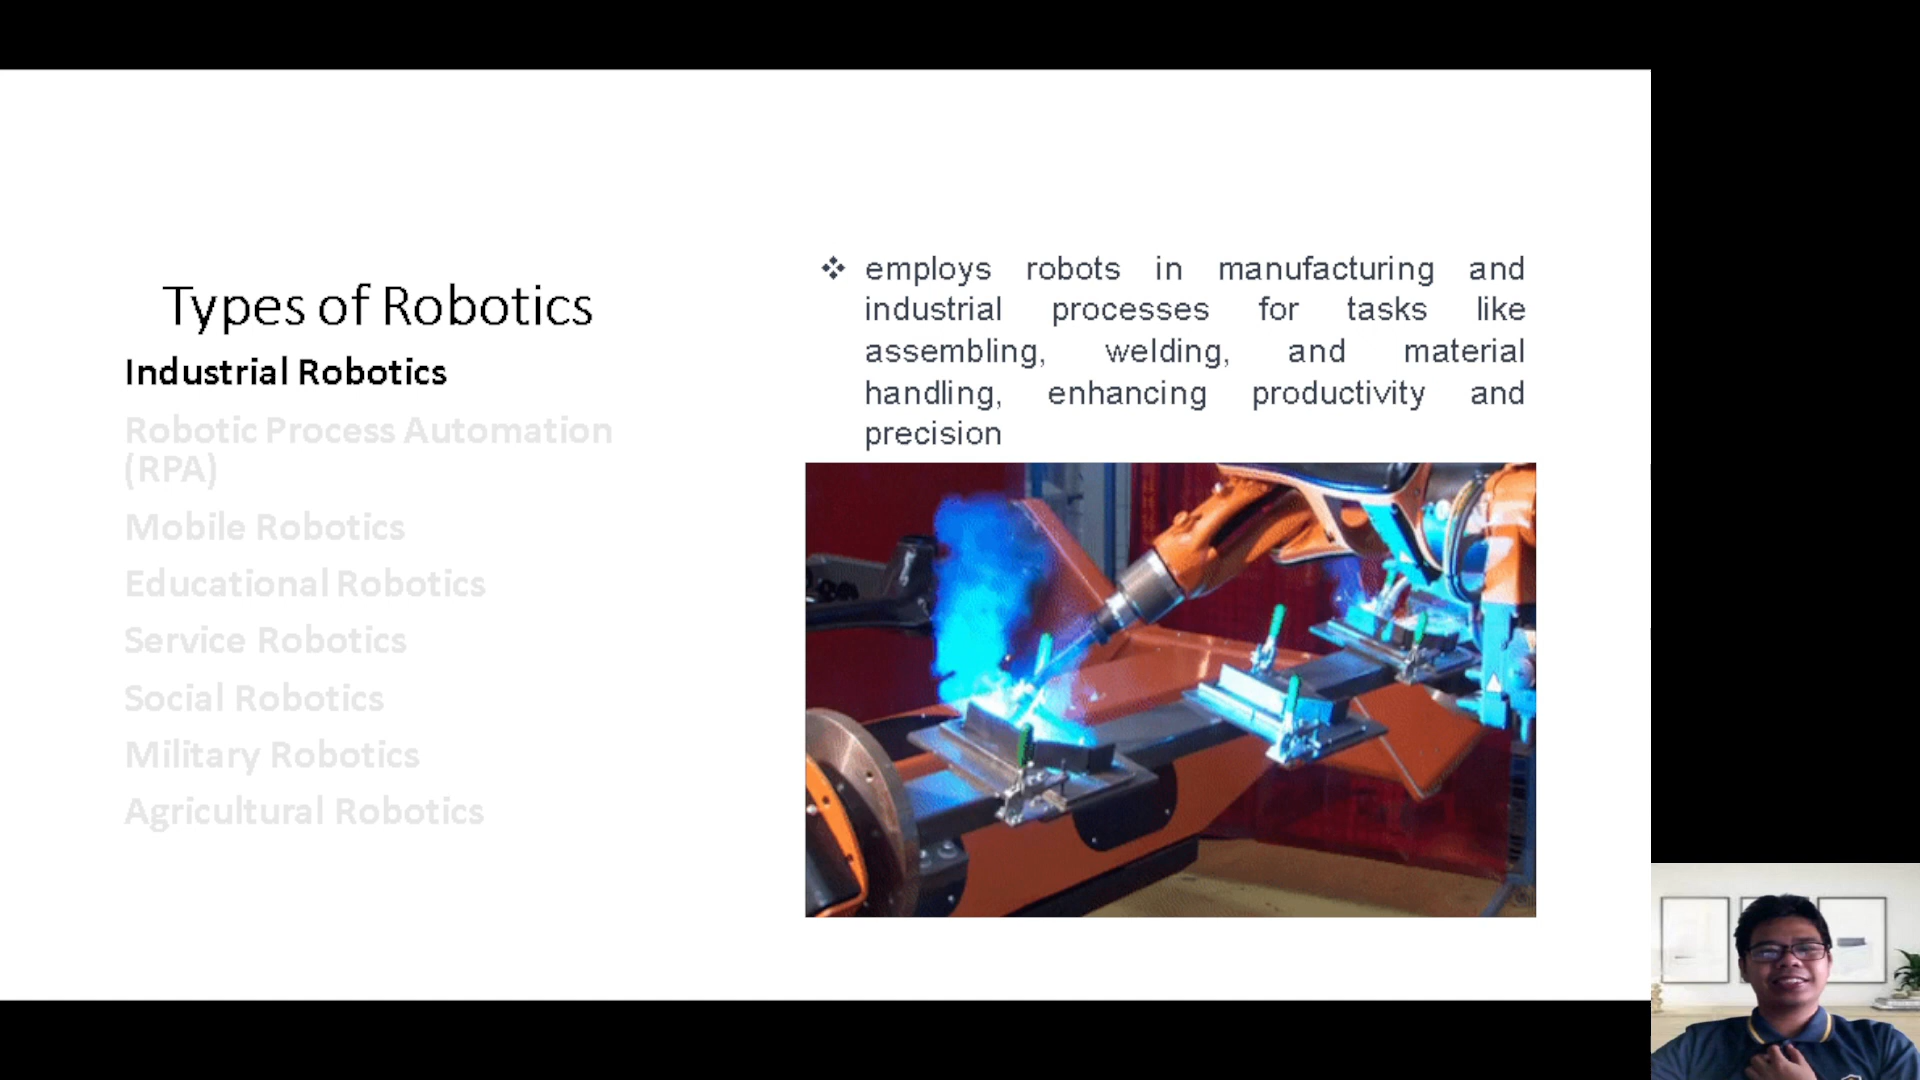 Types of Robotics
Industrial Robotics
Robotic Process Automation
(RPA)
Mobile Robotics
Educational Robotics
Service Robotics
Social Robotics
Military Robotics
Agricultural Robotics
❖ employs robots in manufacturing and
industrial processes for tasks like
assembling, welding, and material
handling, enhancing productivity and
precision